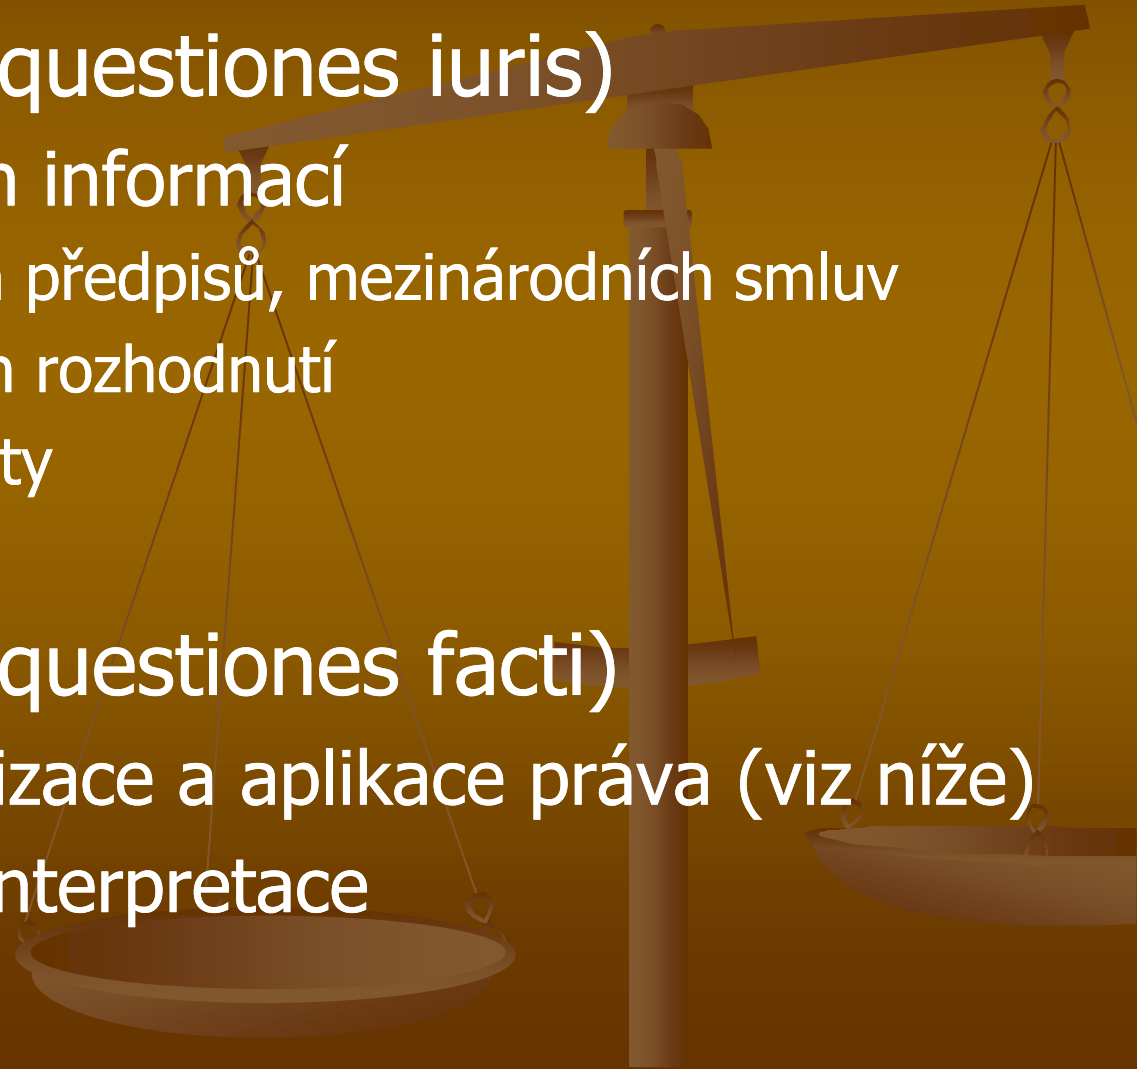 questiones iuris)
informací
předpisů, mezinárodních smluv
rozhodnutí
ty
questiones facti)
izace a aplikace práva (viz níže)
nterpretace